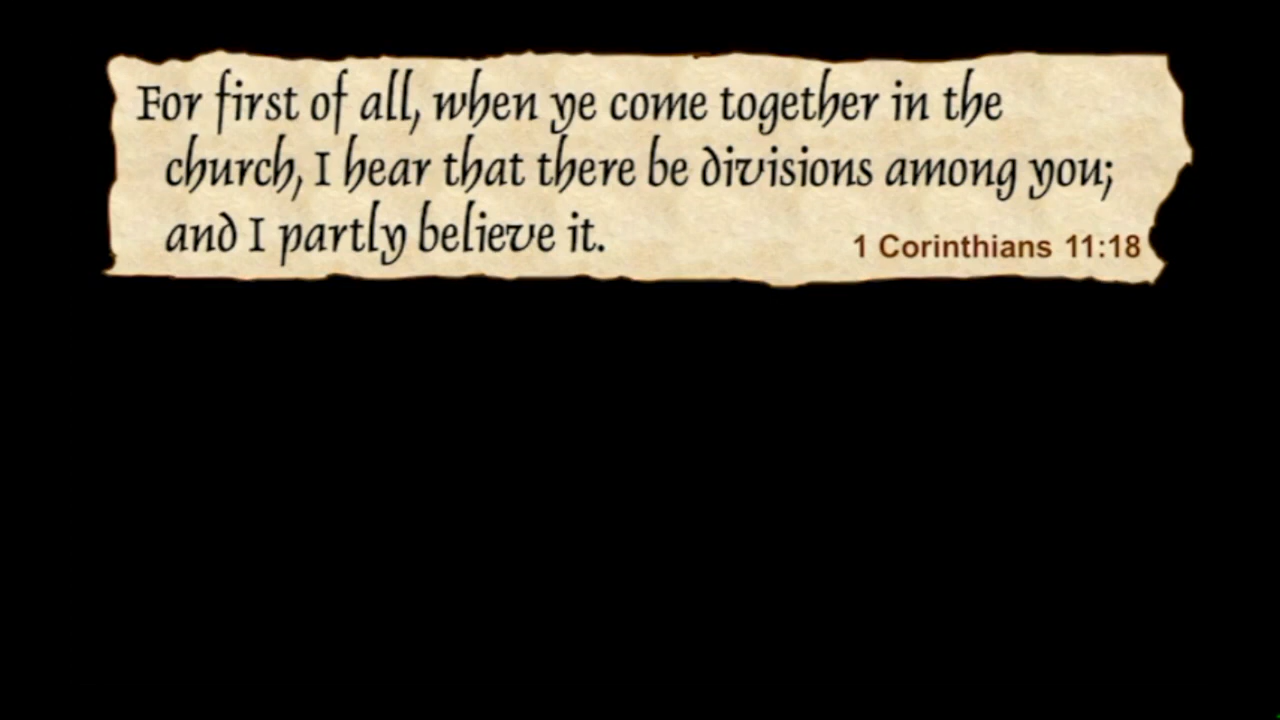 For first of all, when ye come together in the
church, I hear that there be divisions among you;
and I partly believe it.
1 Corinthians 11:18